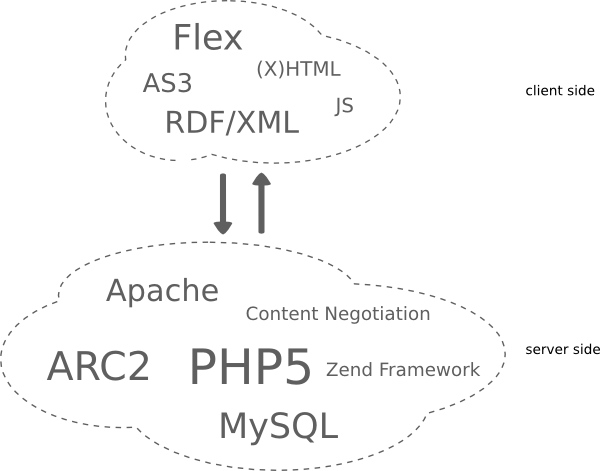 Flex
(X)HTML
AS3
JS
RDF/XML
client side
Apache
Content Negotiation
ARC2
PHP5
Zend Framework
MySQL
server side